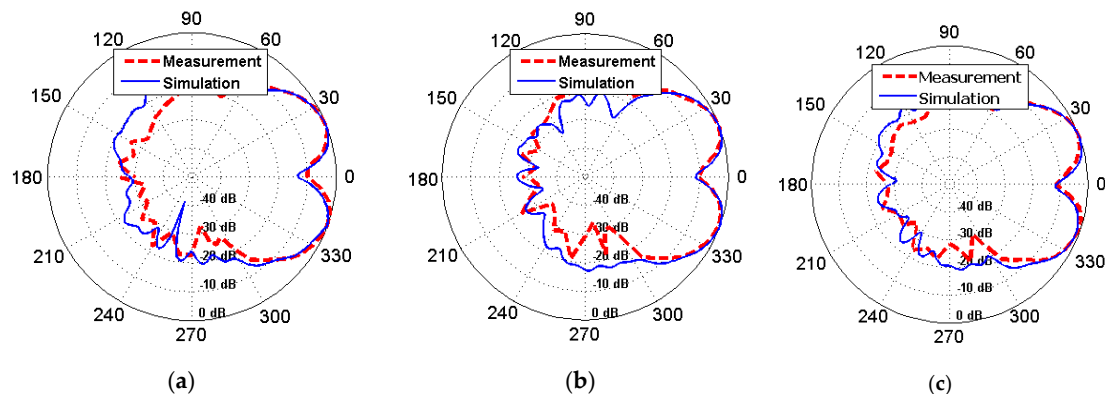 90
120
60
Measurement
Simulation
150
30
180
0
-40 dB
-30 dB
-20 dB
-10 dB
0 dB
210
330
240
300
270
(a)
90
120
60
Measurement
Simulation
150
30
180
0
-40 dB
-30 dB
-20 dB
-10 dB
0 dB
210
330
240
300
270
(b)
90
120
60
Measurement
Simulation
150
30
180
0
-40 dB
-30 dB
-20 dB
-10 dB
0 dB
210
330
240
300
270
(c)